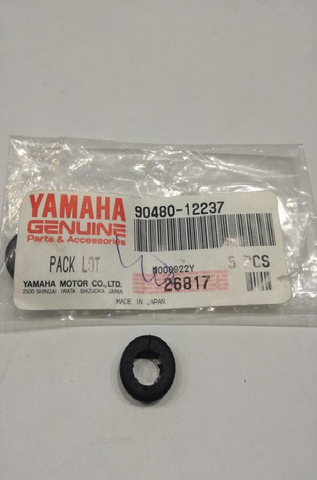 YAMAHA
GENUINE
Parts & Accessories
90480-12237
PACK LOT
M000922Y
5 PCS
YAMAHA MOTOR CO.,LTD.
2500 SHINGAI IWATA SHIZUOKA JAPAN
26817
MADE IN JAPAN